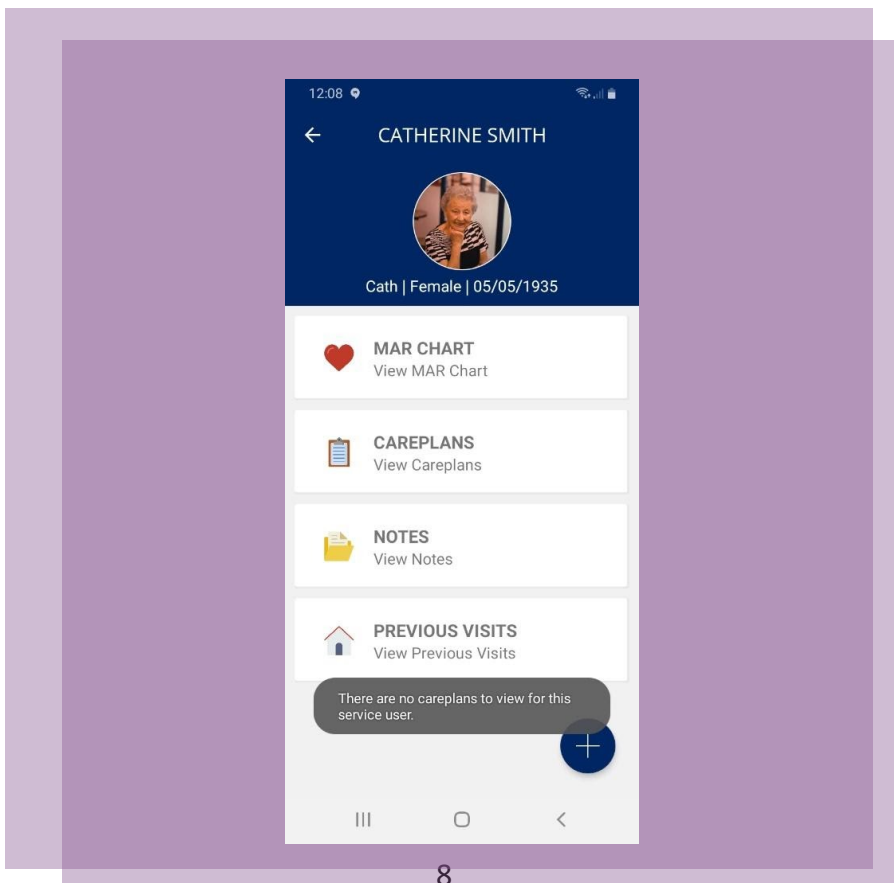 12:08
CATHERINE SMITH
Cath | Female | 05/05/1935
MAR CHART
View MAR Chart
CAREPLANS
View Careplans
NOTES
View Notes
PREVIOUS VISITS
View Previous Visits
There are no careplans to view for this
service user.
8